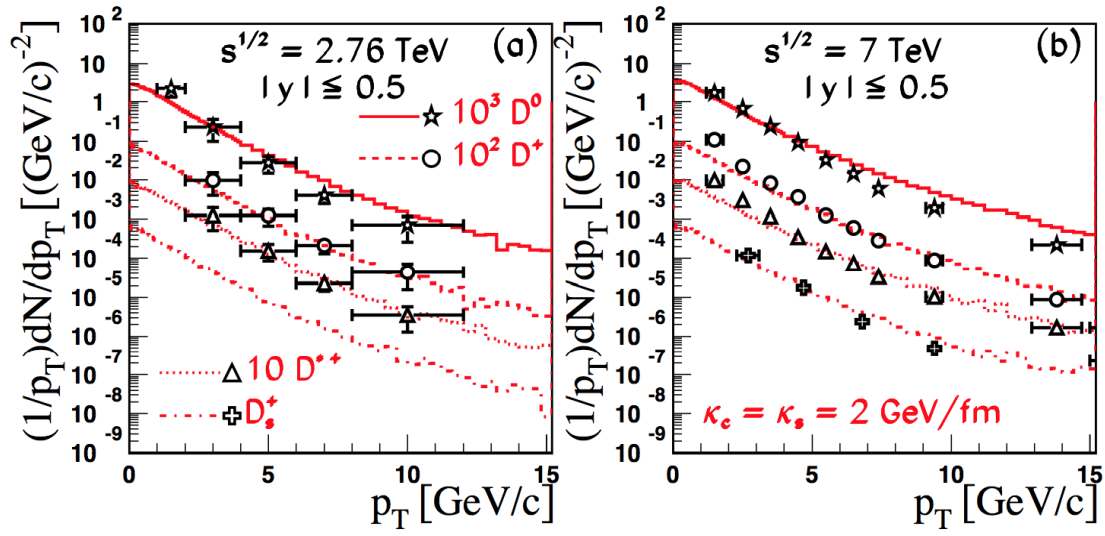 (1/p_T)dN/dp_T [(GeV/c)^-2]
10^2
10
1
10^-1
10^-2
10^-3
10^-4
10^-5
10^-6
10^-7
10^-8
10^-9
s^1/2 = 2.76 TeV
(a)
| y | ≦ 0.5
10^3 D^0
10^2 D^+
10 D^*+
D_s^+
0 5 10 15
p_T [GeV/c]
(1/p_T)dN/dp_T [(GeV/c)^-2]
10^2
10
1
10^-1
10^-2
10^-3
10^-4
10^-5
10^-6
10^-7
10^-8
10^-9
s^1/2 = 7 TeV
(b)
| y | ≦ 0.5
κ_c = κ_s = 2 GeV/fm
0 5 10 15
p_T [GeV/c]